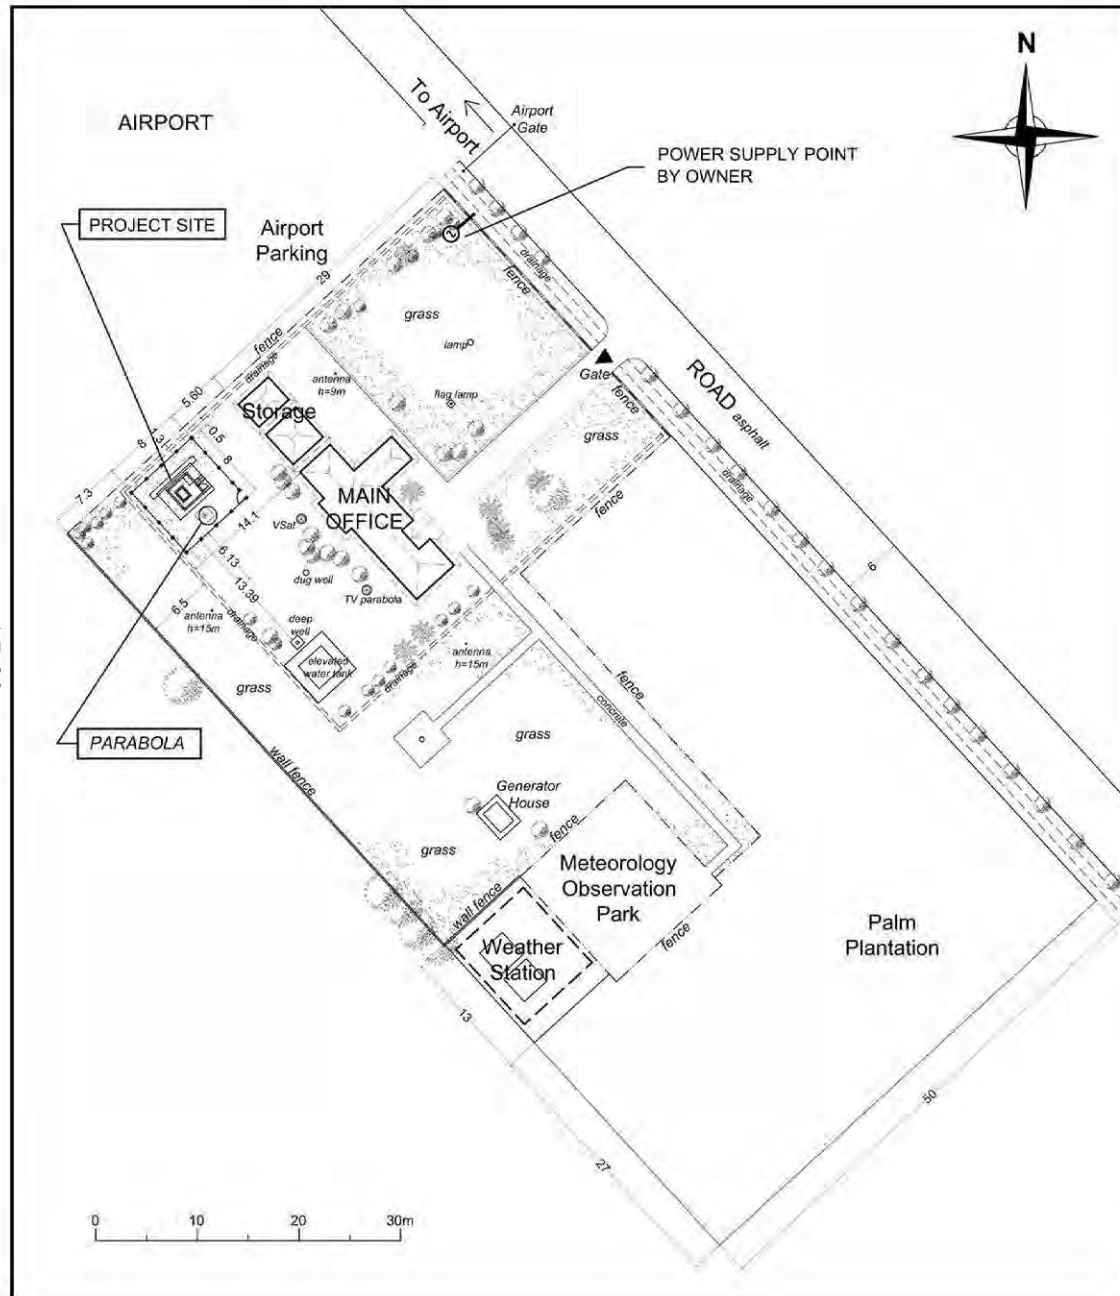 N
To Airport
Airport
Gate
AIRPORT
POWER SUPPLY POINT
BY OWNER
PROJECT SITE
Airport
Parking
29
drainage
fence
grass
fence
lamp
drainage
antenna
h=9m
Gate
flag lamp
fence
ROAD asphalt
5.60
Storage
grass
1.3
0.5
8
8
drainage
7.3
MAIN
OFFICE
fence
14.1
VSat
6.13
6
dug well
13.39
TV parabola
6.5
antenna
h=15m
drainage
deep
well
elevated
water tank
antenna
h=15m
drainage
grass
fence
concrete
PARABOLA
grass
wall fence
Generator
House
fence
grass
Meteorology
Observation
Park
wall fence
Palm
Plantation
fence
Weather
Station
13
50
27
0
10
20
30m